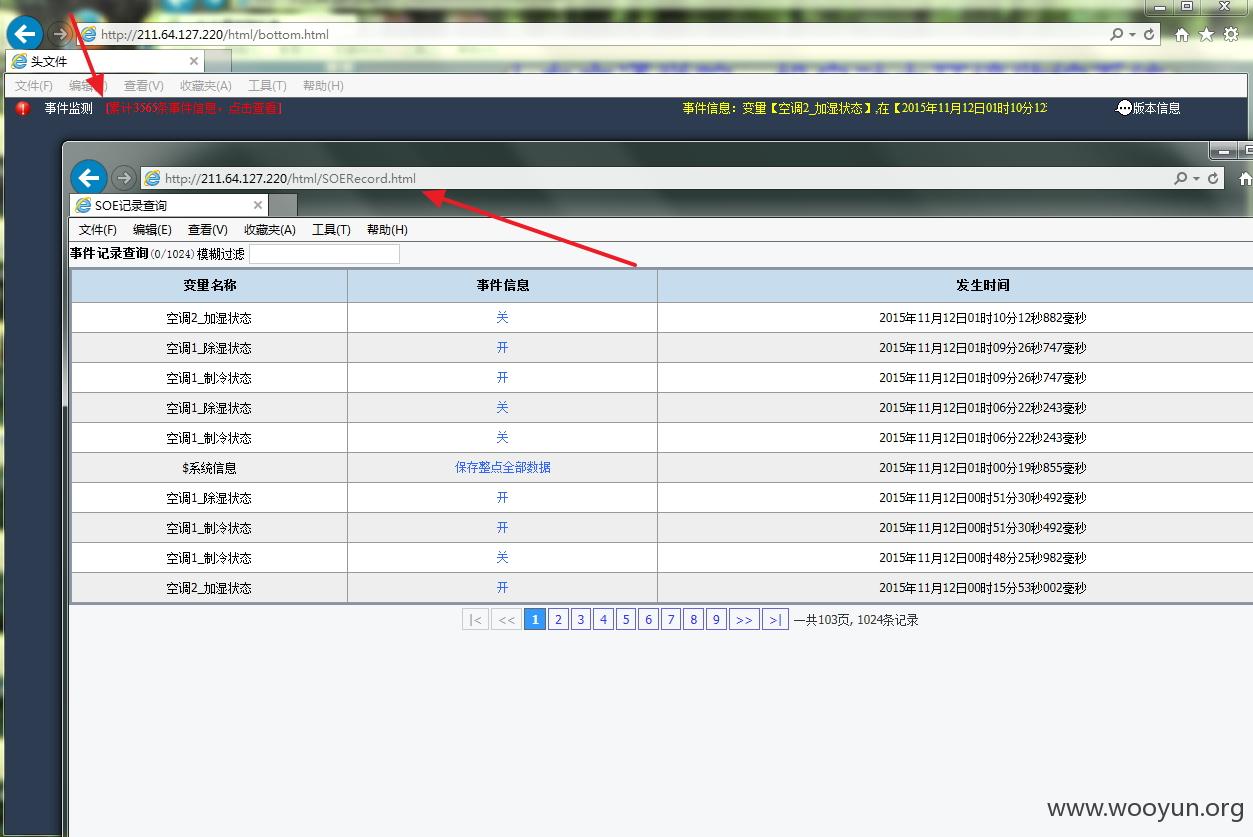 http://211.64.127.220/html/bottom.html
头文件
文件(F) 查看(V) 收藏夹(A) 工具(T) 帮助(H)
事件监测 [累计3565条事件信息，点击查看] 事件信息：变量【空调2_加湿状态】,在【2015年11月12日01时10分12 版本信息
http://211.64.127.220/html/SOERecord.html
SOE记录查询
文件(F) 编辑(E) 查看(V) 收藏夹(A) 工具(T) 帮助(H)
事件记录查询(0/1024) 模糊过滤
变量名称 事件信息 发生时间
空调2_加湿状态 关 2015年11月12日01时10分12秒882毫秒
空调1_除湿状态 开 2015年11月12日01时09分26秒747毫秒
空调1_制冷状态 开 2015年11月12日01时09分26秒747毫秒
空调1_除湿状态 关 2015年11月12日01时06分22秒243毫秒
空调1_制冷状态 关 2015年11月12日01时06分22秒243毫秒
$系统信息 保存整点全部数据 2015年11月12日01时00分19秒855毫秒
空调1_除湿状态 开 2015年11月12日00时51分30秒492毫秒
空调1_制冷状态 开 2015年11月12日00时51分30秒492毫秒
空调1_制冷状态 关 2015年11月12日00时48分25秒982毫秒
空调2_加湿状态 开 2015年11月12日00时15分53秒002毫秒
|< << 1 2 3 4 5 6 7 8 9 >> >| —共103页, 1024条记录
www.wooyun.org